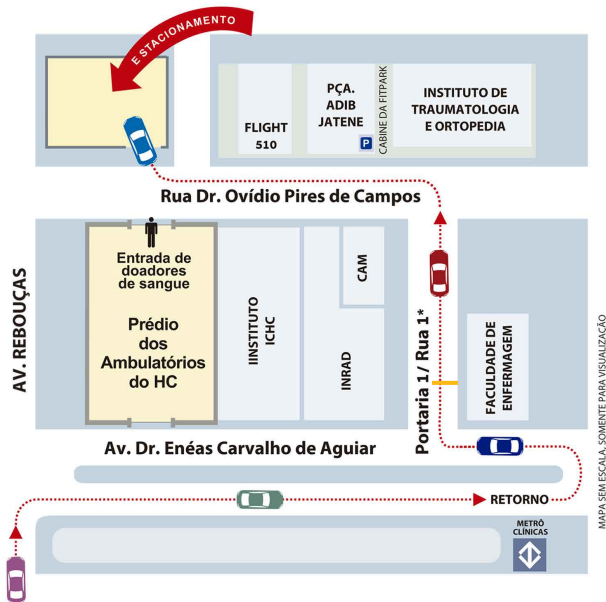 E STACIONAMENTO
FLIGHT
510
PÇA.
ADIB
JATENE
P
CABINE DA FITPARK
INSTITUTO DE
TRAUMATOLOGIA
E ORTOPEDIA
Rua Dr. Ovídio Pires de Campos
AV. REBOUÇAS
Entrada de
doadores
de sangue
Prédio
dos
Ambulatórios
do HC
IINSTITUTO
ICHC
INRAD
CAM
Portaria 1/ Rua 1*
FACULDADE DE
ENFERMAGEM
Av. Dr. Enéas Carvalho de Aguiar
RETORNO
METRÔ
CLÍNICAS
MAPA SEM ESCALA, SOMENTE PARA VISUALIZAÇÃO